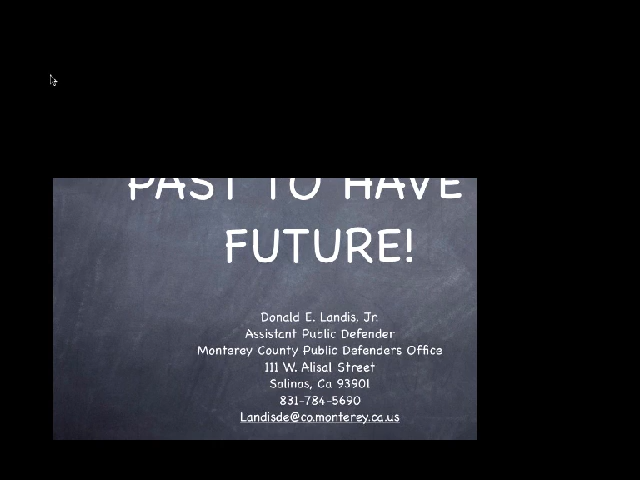 PAST TO HAVE
FUTURE!
Donald E. Landis, Jr.
Assistant Public Defender
Monterey County Public Defenders Office
111 W. Alisal Street
Salinas, Ca 93901
831-784-5690
Landisde@co.monterey.ca.us